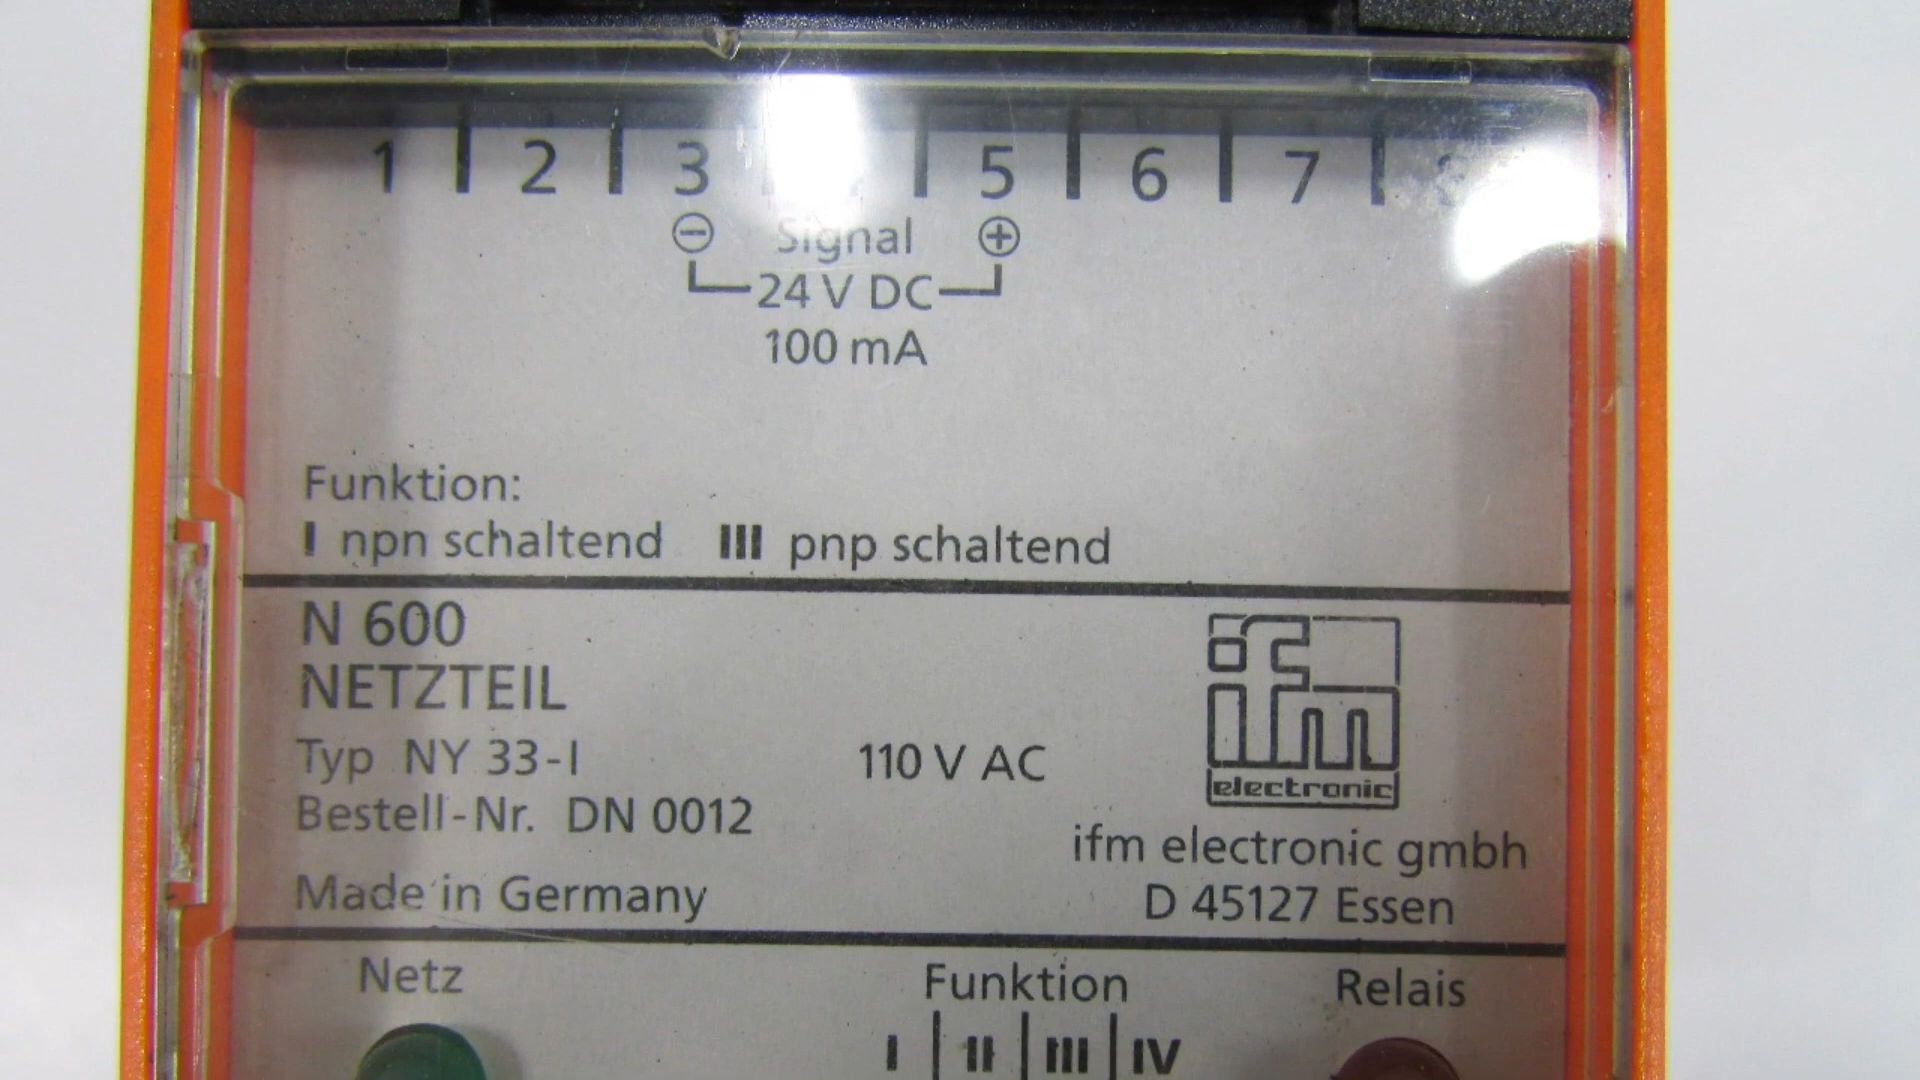 1 2 3 5 6 7 8
⊖ Signal ⊕
24 V DC
100 mA
Funktion:
I npn schaltend III pnp schaltend
N 600
NETZTEIL
Typ NY 33-I 110 V AC
Bestell-Nr. DN 0012
Made in Germany
ifm
electronic
ifm electronic gmbh
D 45127 Essen
Netz Funktion Relais
I II III IV